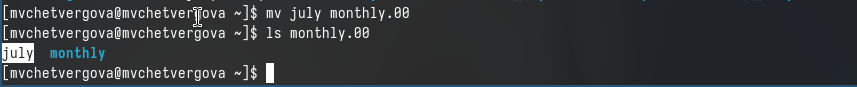 [mvchetvergova@mvchetvergova ~]$ mv july monthly.00
[mvchetvergova@mvchetvergova ~]$ ls monthly.00
july  monthly
[mvchetvergova@mvchetvergova ~]$